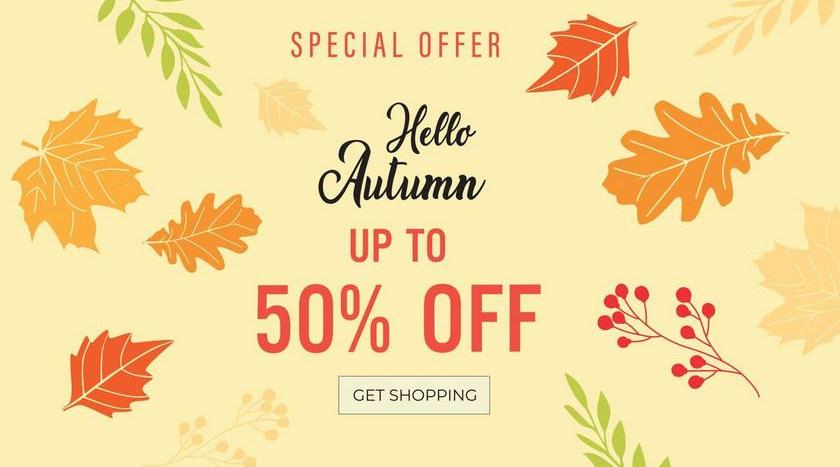 SPECIAL OFFER
Hello
Autumn
UP TO
50% OFF
GET SHOPPING